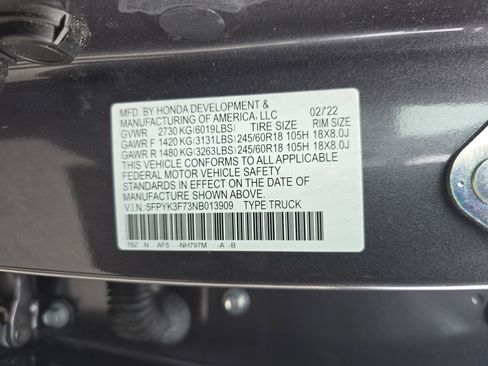 MFD. BY HONDA DEVELOPMENT &
MANUFACTURING OF AMERICA, LLC 02/'22
GVWR 2730 KG(6019LBS) TIRE SIZE RIM SIZE
GAWR F 1420 KG(3131LBS) 245/60R18 105H 18X8.0J
GAWR R 1480 KG(3263LBS) 245/60R18 105H 18X8.0J
THIS VEHICLE CONFORMS TO ALL APPLICABLE
FEDERAL MOTOR VEHICLE SAFETY
STANDARDS IN EFFECT ON THE DATE OF
MANUFACTURE SHOWN ABOVE.
V.I.N.:5FPYK3F73NB013909 TYPE:TRUCK
T6Z IN AF5 -NH797M -A -B